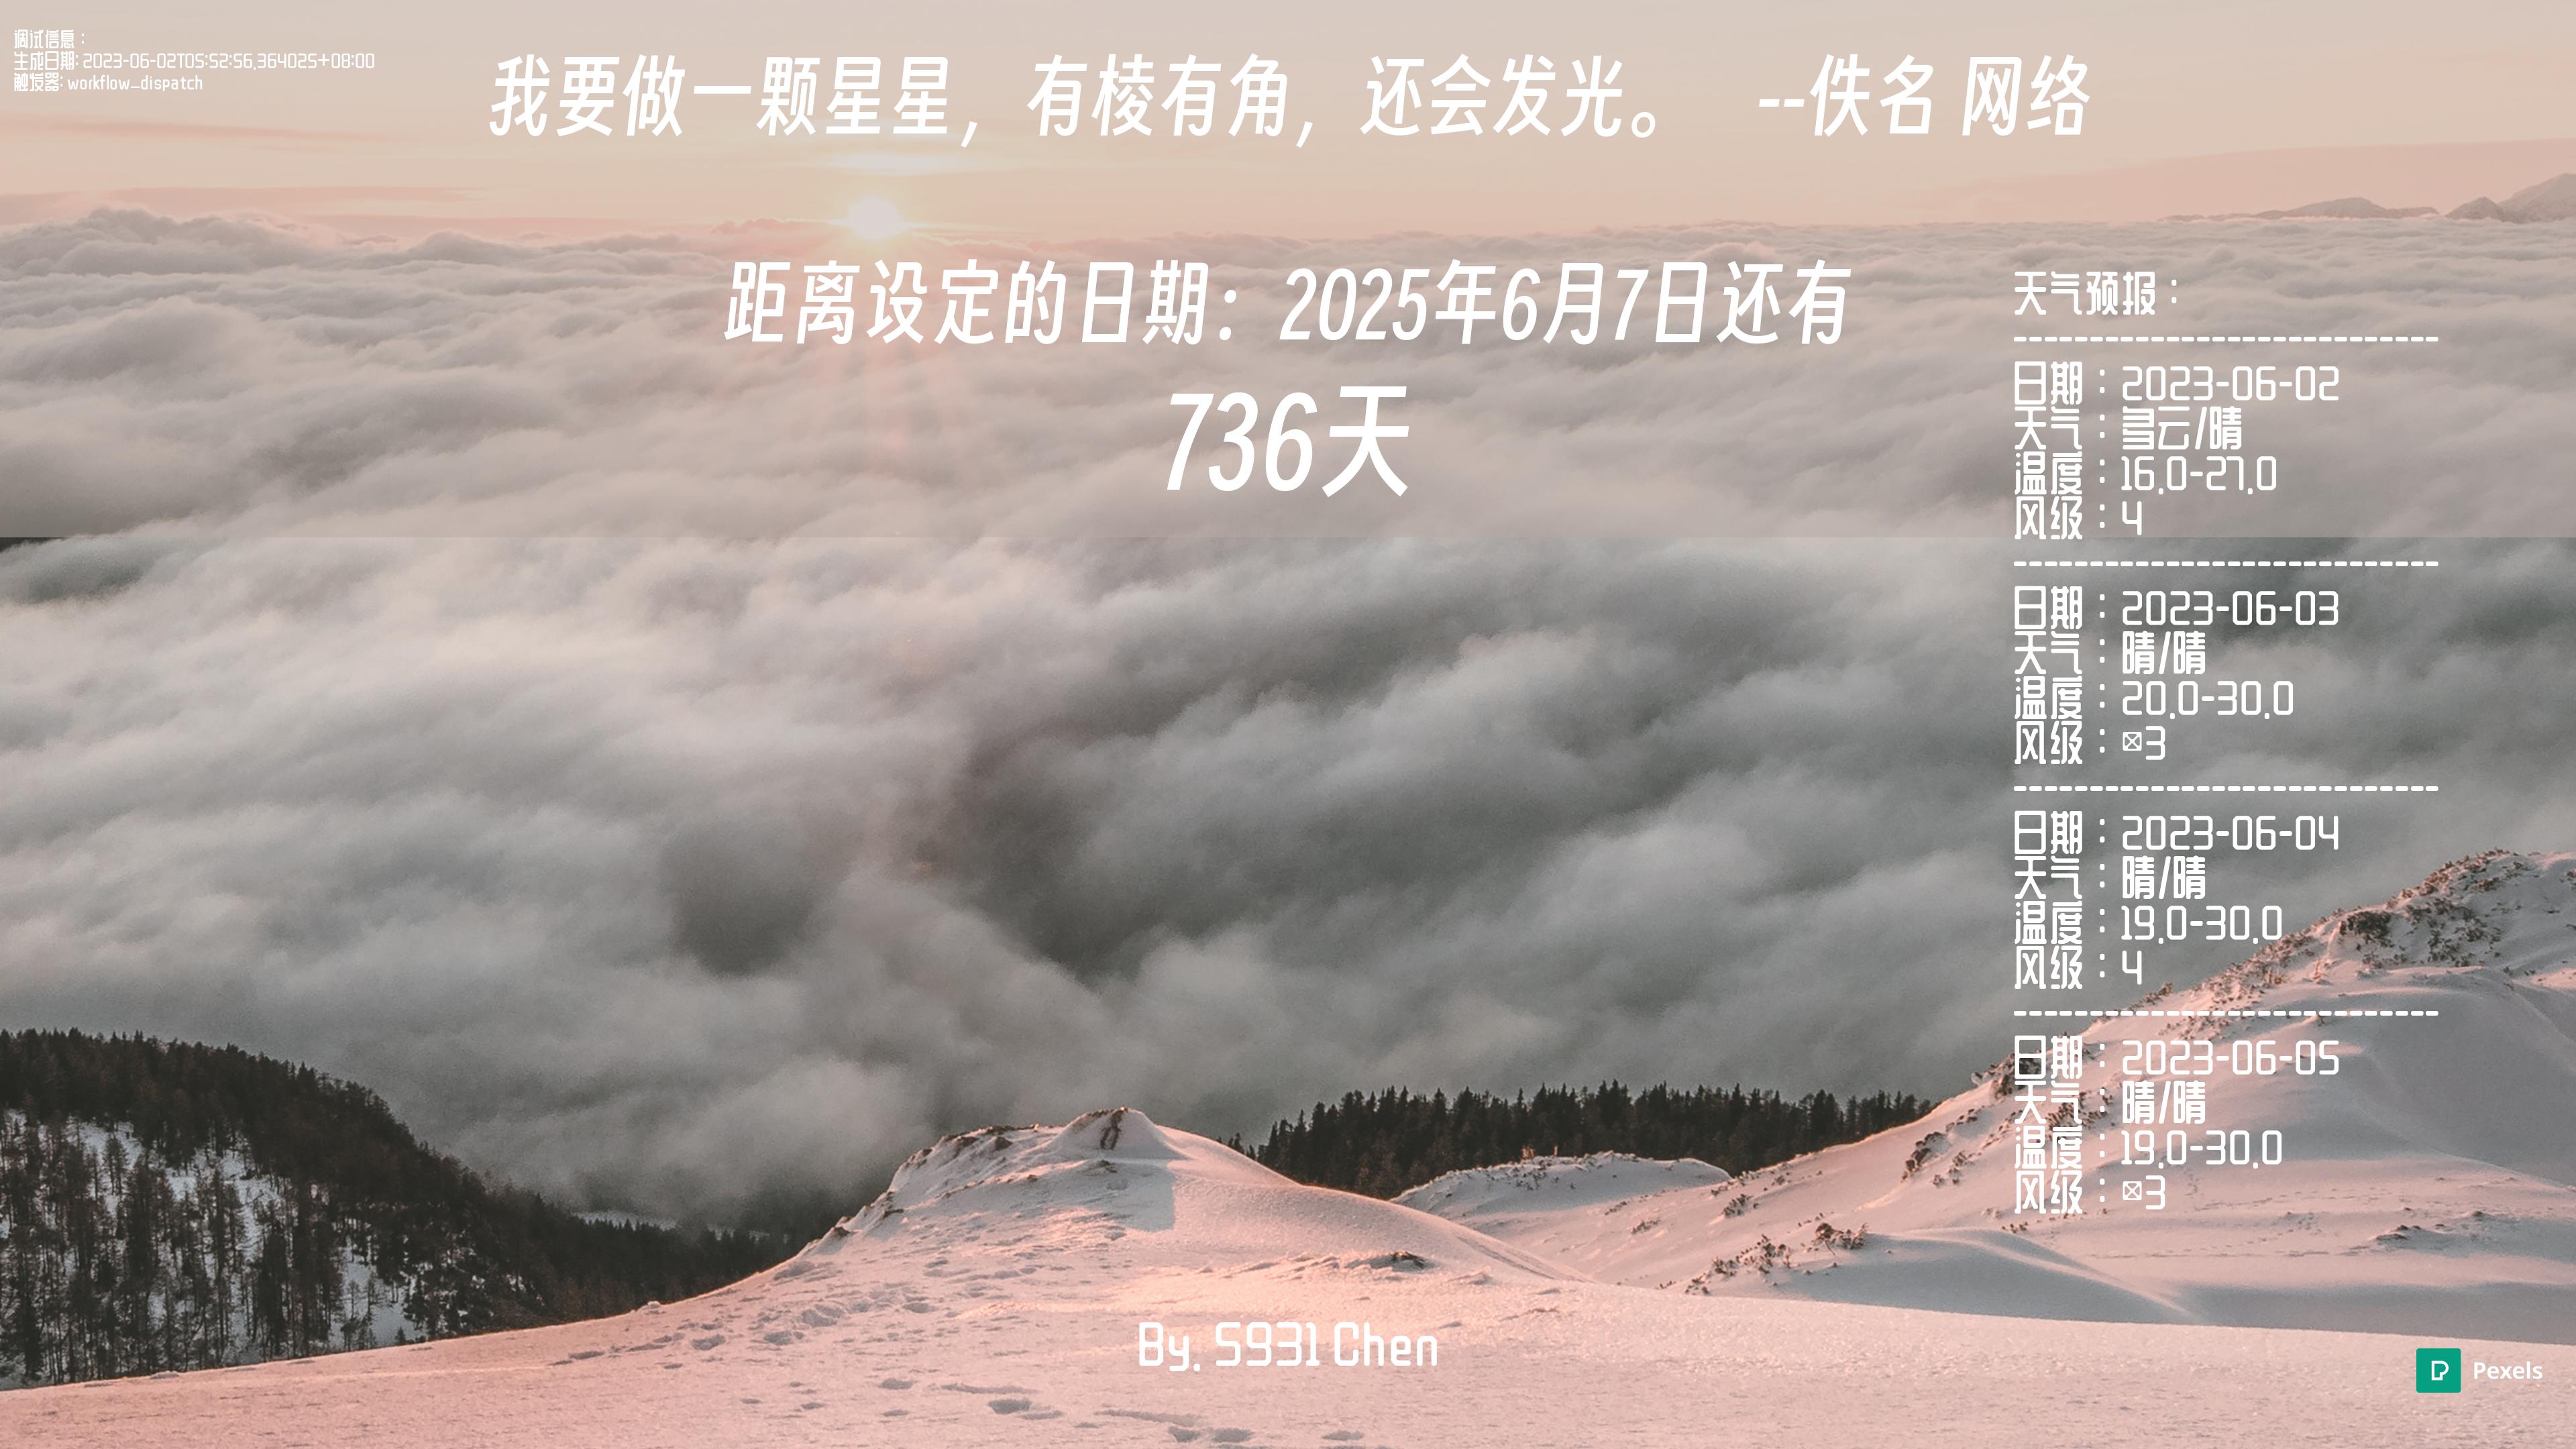 调试信息：
生成日期: 2023-06-02T05:52:56.364025+08:00
触发器: workflow_dispatch
我要做一颗星星，有棱有角，还会发光。 --佚名 网络
距离设定的日期：2025年6月7日还有
736天
天气预报：
----------------------------
日期：2023-06-02
天气：多云/晴
温度：16.0-27.0
风级：4
----------------------------
日期：2023-06-03
天气：晴/晴
温度：20.0-30.0
风级：☒3
----------------------------
日期：2023-06-04
天气：晴/晴
温度：19.0-30.0
风级：4
----------------------------
日期：2023-06-05
天气：晴/晴
温度：19.0-30.0
风级：☒3
By. S931 Chen
Pexels